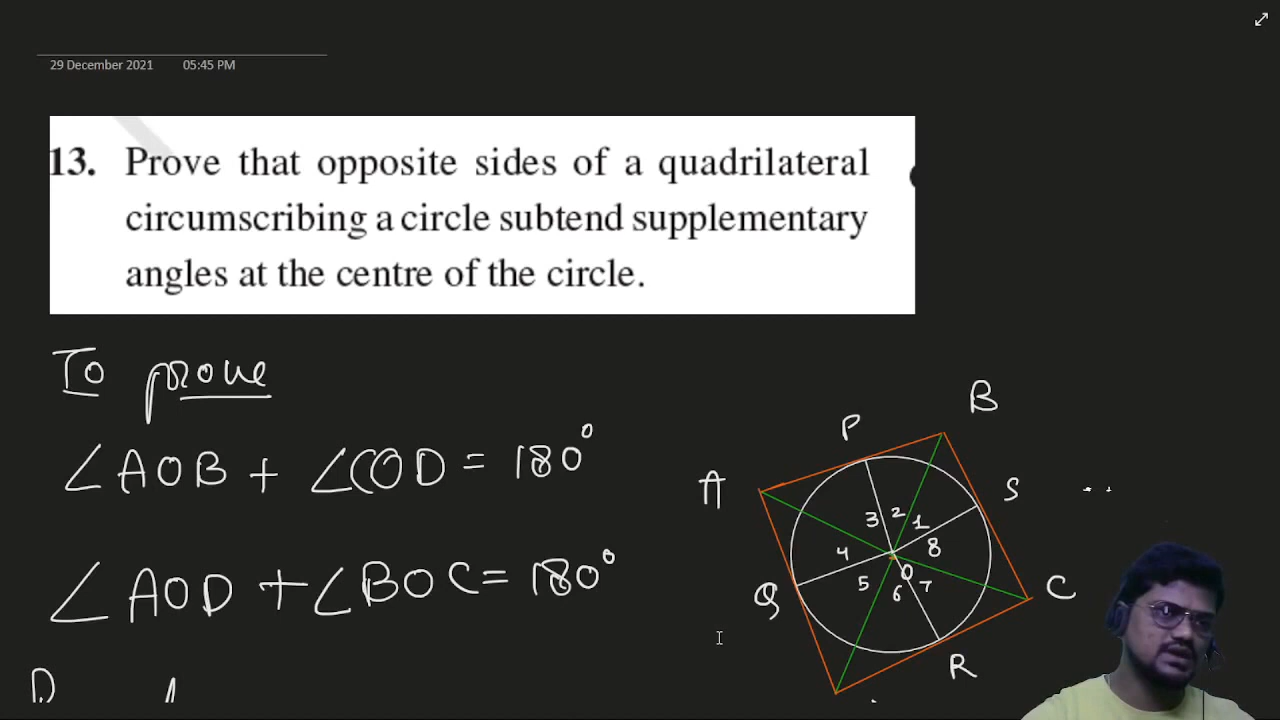 29 December 2021 05:45 PM
13. Prove that opposite sides of a quadrilateral
circumscribing a circle subtend supplementary
angles at the centre of the circle.
To prove
∠AOB + ∠COD = 180°
∠AOD + ∠BOC = 180°
B
P
A
S
3 2 1
4 8
O
5 6 7
Q
C
R